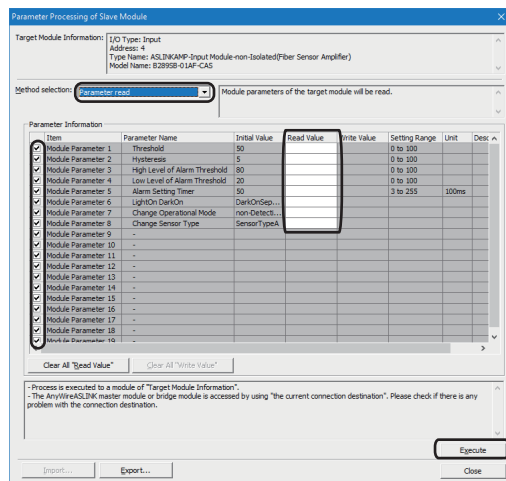 Parameter Processing of Slave Module
Target Module Information:
I/O Type: Input
Address: 4
Type Name: ASLINKAMP-Input Module-non-Isolated(Fiber Sensor Amplifier)
Model Name: B289SB-01AF-CAS
Method selection: Parameter read
Module parameters of the target module will be read.
Parameter Information
Item Parameter Name Initial Value Read Value Write Value Setting Range Unit Desc
Module Parameter 1 Threshold 50 0 to 100
Module Parameter 2 Hysteresis 5 0 to 100
Module Parameter 3 High Level of Alarm Threshold 80 0 to 100
Module Parameter 4 Low Level of Alarm Threshold 20 0 to 100
Module Parameter 5 Alarm Setting Timer 50 3 to 255 100ms
Module Parameter 6 LightOn DarkOn DarkOnSep...
Module Parameter 7 Change Operational Mode non-Detecti...
Module Parameter 8 Change Sensor Type SensorTypeA
Module Parameter 9 -
Module Parameter 10 -
Module Parameter 11 -
Module Parameter 12 -
Module Parameter 13 -
Module Parameter 14 -
Module Parameter 15 -
Module Parameter 16 -
Module Parameter 17 -
Module Parameter 18 -
Module Parameter 19 -
Clear All "Read Value" Clear All "Write Value"
- Process is executed to a module of "Target Module Information".
- The AnyWireASLINK master module or bridge module is accessed by using "the current connection destination". Please check if there is any
problem with the connection destination.
Execute
Import... Export... Close